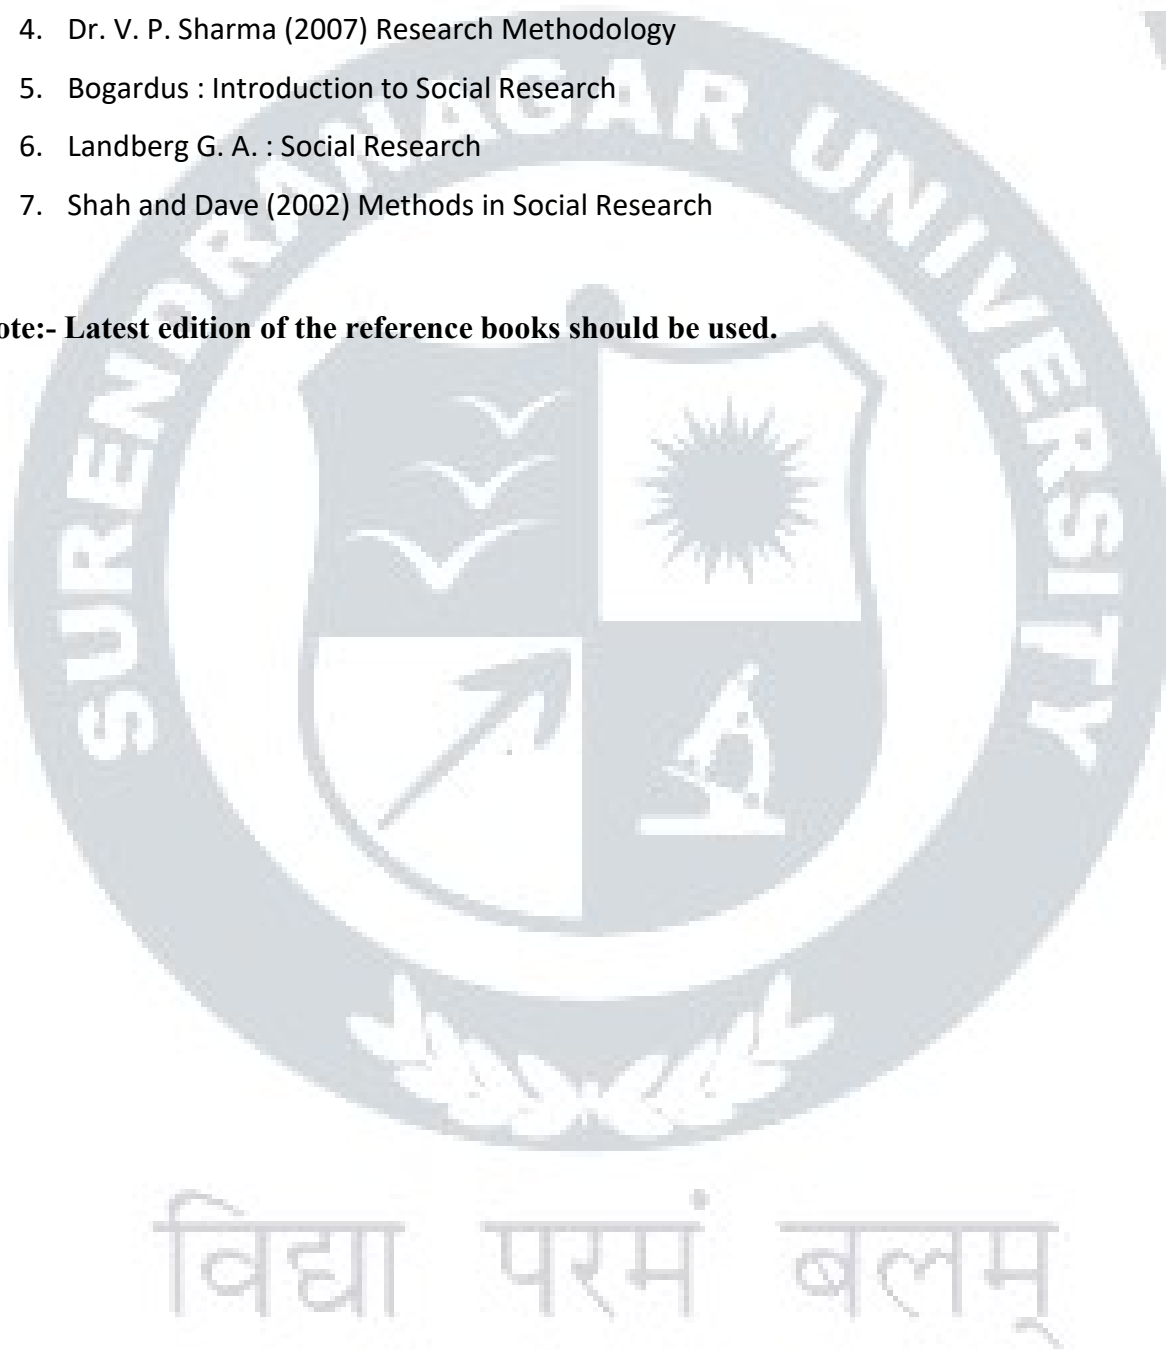 4. Dr. V. P. Sharma (2007) Research Methodology
5. Bogardus : Introduction to Social Research
6. Landberg G. A. : Social Research
7. Shah and Dave (2002) Methods in Social Research
ote:- Latest edition of the reference books should be used.
SURENDRANAGAR UNIVERSITY
विद्या परमं बलम्